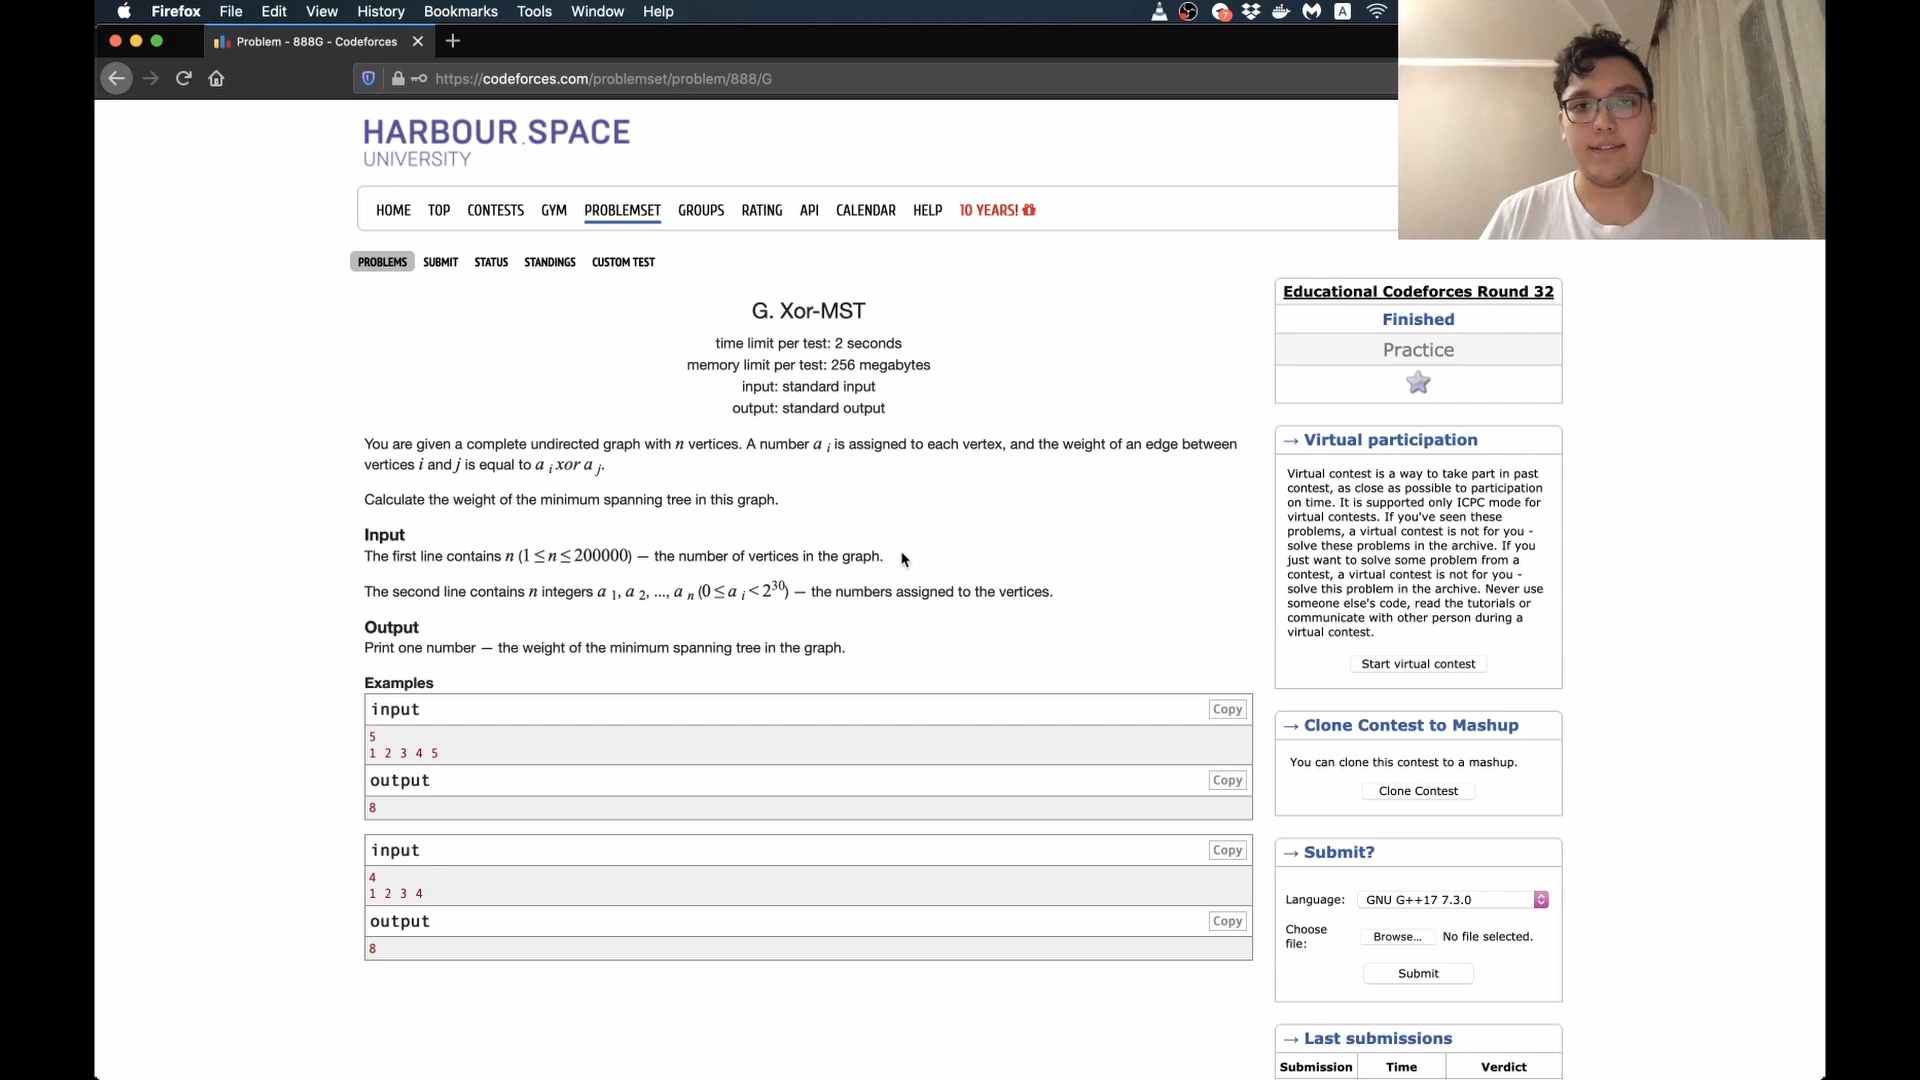 Firefox File Edit View History Bookmarks Tools Window Help
Problem - 888G - Codeforces
https://codeforces.com/problemset/problem/888/G
HARBOUR.SPACE
UNIVERSITY
HOME TOP CONTESTS GYM PROBLEMSET GROUPS RATING API CALENDAR HELP 10 YEARS!
PROBLEMS SUBMIT STATUS STANDINGS CUSTOM TEST
G. Xor-MST
time limit per test: 2 seconds
memory limit per test: 256 megabytes
input: standard input
output: standard output
You are given a complete undirected graph with n vertices. A number a i is assigned to each vertex, and the weight of an edge between
vertices i and j is equal to a i xor a j.
Calculate the weight of the minimum spanning tree in this graph.
Input
The first line contains n (1 ≤ n ≤ 200000) — the number of vertices in the graph.
The second line contains n integers a 1, a 2, ..., a n (0 ≤ a i < 2^30) — the numbers assigned to the vertices.
Output
Print one number — the weight of the minimum spanning tree in the graph.
Examples
input Copy
5
1 2 3 4 5
output Copy
8
input Copy
4
1 2 3 4
output Copy
8
Educational Codeforces Round 32
Finished
Practice
→ Virtual participation
Virtual contest is a way to take part in past
contest, as close as possible to participation
on time. It is supported only ICPC mode for
virtual contests. If you've seen these
problems, a virtual contest is not for you -
solve these problems in the archive. If you
just want to solve some problem from a
contest, a virtual contest is not for you -
solve this problem in the archive. Never use
someone else's code, read the tutorials or
communicate with other person during a
virtual contest.
Start virtual contest
→ Clone Contest to Mashup
You can clone this contest to a mashup.
Clone Contest
→ Submit?
Language: GNU G++17 7.3.0
Choose
file: Browse... No file selected.
Submit
→ Last submissions
Submission Time Verdict